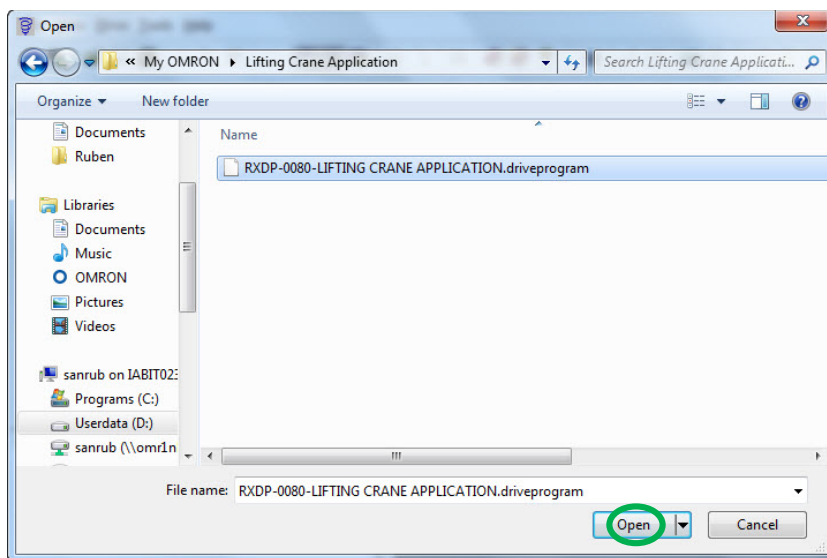 Open
« My OMRON ▸ Lifting Crane Application
Search Lifting Crane Applicati...
Organize
New folder
Documents
Ruben
Libraries
Documents
Music
OMRON
Pictures
Videos
sanrub on IABIT023
Programs (C:)
Userdata (D:)
sanrub (\\omr1n
Name
RXDP-0080-LIFTING CRANE APPLICATION.driveprogram
File name: RXDP-0080-LIFTING CRANE APPLICATION.driveprogram
Open
Cancel